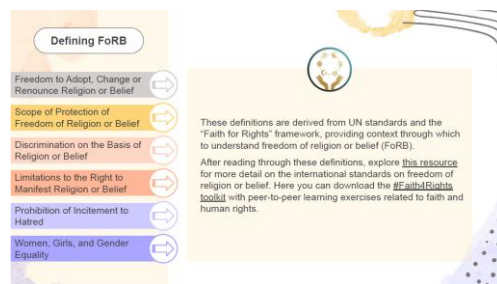 Defining FoRB
Freedom to Adopt, Change or
Renounce Religion or Belief
Scope of Protection of
Freedom of Religion or Belief
Discrimination on the Basis of
Religion or Belief
Limitations to the Right to
Manifest Religion or Belief
Prohibition of Incitement to
Hatred
Women, Girls, and Gender
Equality
These definitions are derived from UN standards and the
“Faith for Rights” framework, providing context through which
to understand freedom of religion or belief (FoRB).
After reading through these definitions, explore this resource
for more detail on the international standards on freedom of
religion or belief. Here you can download the #Faith4Rights
toolkit with peer-to-peer learning exercises related to faith and
human rights.